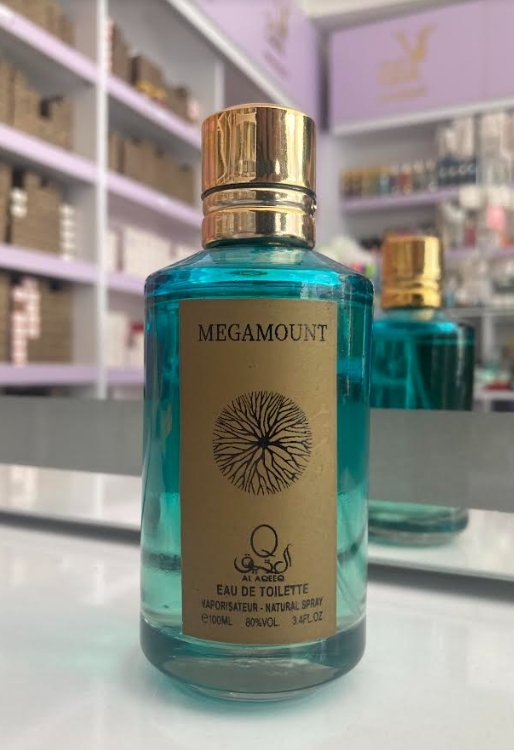 MEGAMOUNT
Q
العقيق
AL AQEEQ
EAU DE TOILETTE
VAPORISATEUR - NATURAL SPRAY
℮100ML 80%VOL. 3.4FL.OZ